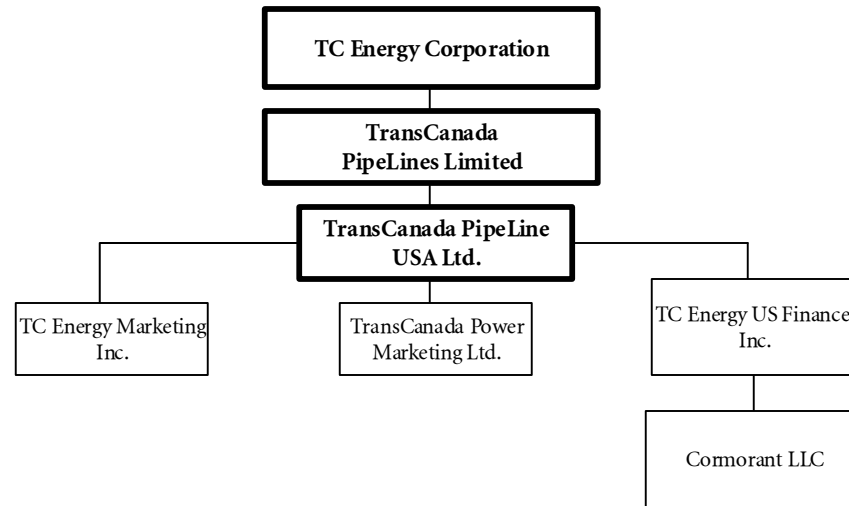 TC Energy Corporation
TransCanada
PipeLines Limited
TransCanada PipeLine
USA Ltd.
TC Energy Marketing
Inc.
TransCanada Power
Marketing Ltd.
TC Energy US Finance
Inc.
Cormorant LLC